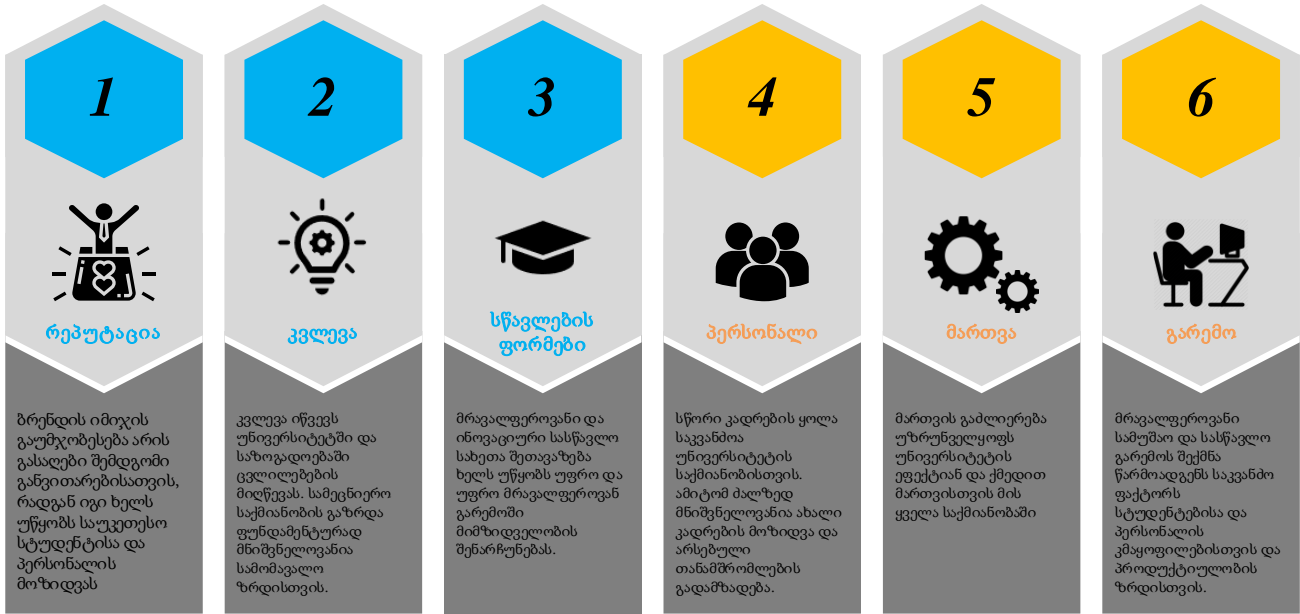 1
რეპუტაცია
ბრენდის იმიჯის
გაუმჯობესება არის
გასაღები შემდგომი
განვითარებისათვის,
რადგან იგი ხელს
უწყობს საუკეთესო
სტუდენტისა და
პერსონალის
მოზიდვას
2
კვლევა
კვლევა იწვევს
უნივერსიტეტში და
საზოგადოებაში
ცვლილებების
მიღწევას. სამეცნიერო
საქმიანობის გაზრდა
ფუნდამენტურად
მნიშვნელოვანია
სამომავალო
ზრდისთვის.
3
სწავლების
ფორმები
მრავალფეროვანი და
ინოვაციური სასწავლო
სახეთა შეთავაზება
ხელს უწყობს უფრო და
უფრო მრავალფეროვან
გარემოში
მიმზიდველობის
შენარჩუნებას.
4
პერსონალი
სწორი კადრების ყოლა
საკვანძოა
უნივერსიტეტის
საქმიანობისთვის.
ამიტომ ძალზედ
მნიშვნელოვანია ახალი
კადრების მოზიდვა და
არსებული
თანამშრომლების
გადამზადება.
5
მართვა
მართვის გაძლიერება
უზრუნველყოფს
უნივერსიტეტის
ეფექტიან და ქმედით
მართვისთვის მის
ყველა საქმიანობაში
6
გარემო
მრავალფეროვანი
სამუშაო და სასწავლო
გარემოს შექმნა
წარმოადგენს საკვანძო
ფაქტორს
სტუდენტებისა და
პერსონალის
კმაყოფილებისთვის და
პროდუქტიულობის
ზრდისთვის.